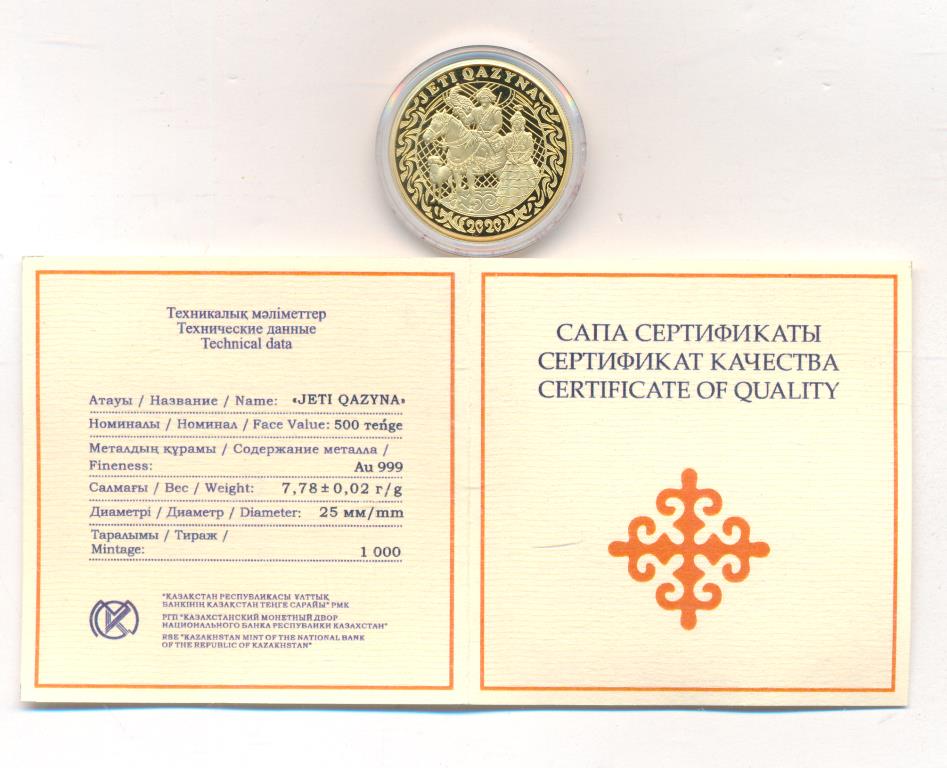 JETI QAZYNA
2020
Техникалық мәліметтер
Технические данные
Technical data
Атауы / Название / Name: «JETI QAZYNA»
Номиналы / Номинал / Face Value: 500 теńge
Металдың құрамы / Содержание металла /
Fineness: Au 999
Салмағы / Вес / Weight: 7,78 ± 0,02 г/g
Диаметрі / Диаметр / Diameter: 25 мм/mm
Таралымы / Тираж /
Mintage: 1 000
"ҚАЗАҚСТАН РЕСПУБЛИКАСЫ ҰЛТТЫҚ
БАНКІНІҢ ҚАЗАҚСТАН ТЕҢГЕ САРАЙЫ" РМК
РГП "КАЗАХСТАНСКИЙ МОНЕТНЫЙ ДВОР
НАЦИОНАЛЬНОГО БАНКА РЕСПУБЛИКИ КАЗАХСТАН"
RSE "KAZAKHSTAN MINT OF THE NATIONAL BANK
OF THE REPUBLIC OF KAZAKHSTAN"
САПА СЕРТИФИКАТЫ
СЕРТИФИКАТ КАЧЕСТВА
CERTIFICATE OF QUALITY